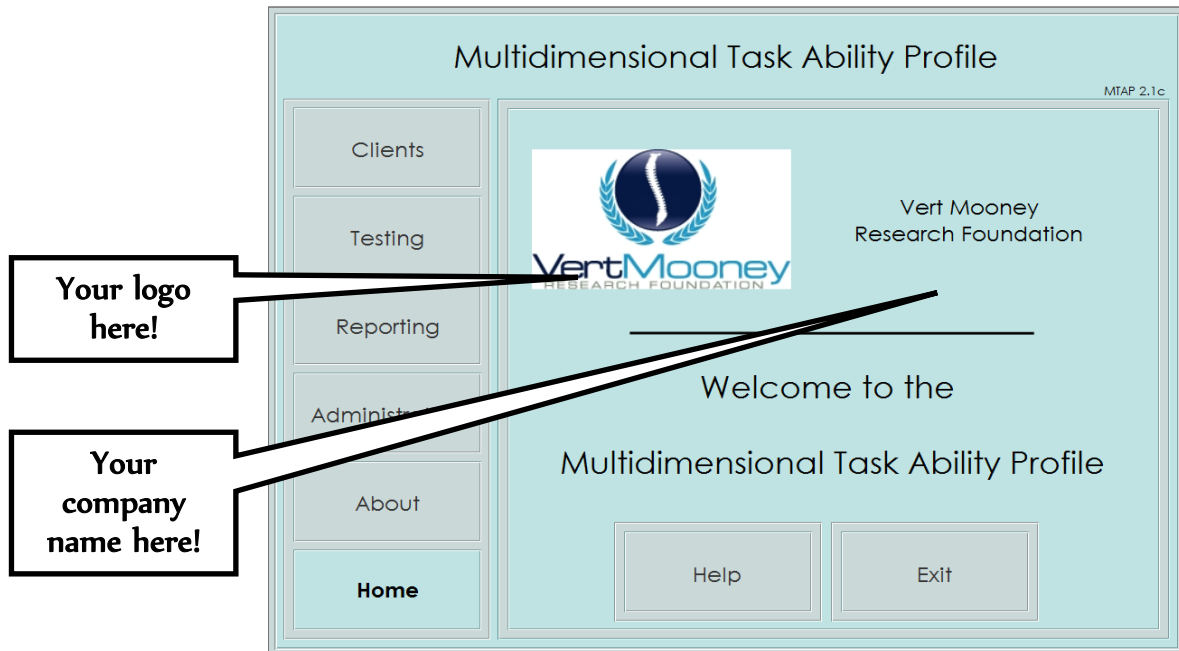 Multidimensional Task Ability Profile
MTAP 2.1c
Clients
Testing
Reporting
About
Home
Your logo
here!
Your
company
name here!
VertMooney
RESEARCH FOUNDATION
Vert Mooney
Research Foundation
Welcome to the
Multidimensional Task Ability Profile
Help
Exit